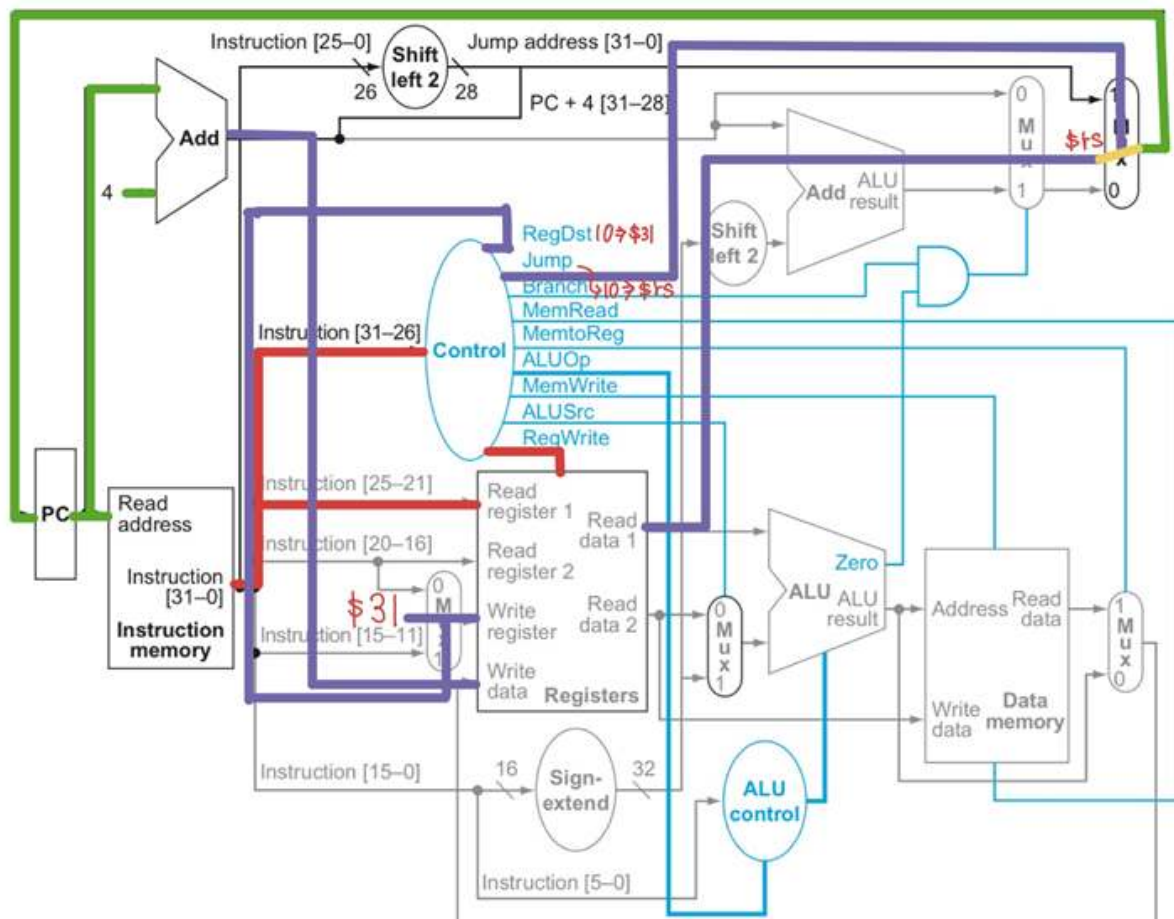 Instruction [25–0]
Shift
left 2
Jump address [31–0]
26
28
PC + 4 [31–28]
Add
4
0
M
u
x
1
1
M
x
0
$rs
Add
ALU
result
Shift
left 2
RegDst 10→$31
Jump
↳10→$rs
Branch
MemRead
MemtoReg
ALUOp
MemWrite
ALUSrc
RegWrite
Instruction [31–26]
Control
PC
Read
address
Instruction
[31–0]
Instruction
memory
Instruction [25–21]
Instruction [20–16]
$31
Instruction [15–11]
0
M
1
Read
register 1
Read
register 2
Write
register
Write
data
Read
data 1
Read
data 2
Registers
0
M
u
x
1
Zero
ALU
ALU
result
Address
Read
data
Write
data
Data
memory
1
M
u
x
0
Instruction [15–0]
16
Sign-
extend
32
ALU
control
Instruction [5–0]